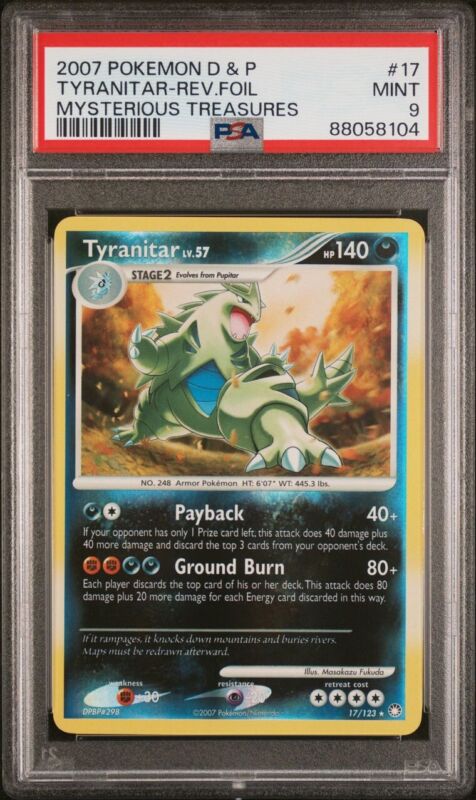 2007 POKEMON D & P #17
TYRANITAR-REV.FOIL MINT
MYSTERIOUS TREASURES 9
PSA 88058104
Tyranitar LV.57 HP 140
STAGE2 Evolves from Pupitar
NO. 248 Armor Pokémon HT: 6'07" WT: 445.3 lbs.
Payback 40+
If your opponent has only 1 Prize card left, this attack does 40 damage plus
40 more damage and discard the top 3 cards from your opponent's deck.
Ground Burn 80+
Each player discards the top card of his or her deck. This attack does 80
damage plus 20 more damage for each Energy card discarded in this way.
If it rampages, it knocks down mountains and buries rivers.
Maps must be redrawn afterward.
Illus. Masakazu Fukuda
weakness resistance retreat cost
+30
DPBP#298 ©2007 Pokémon/Nintendo 17/123 ★